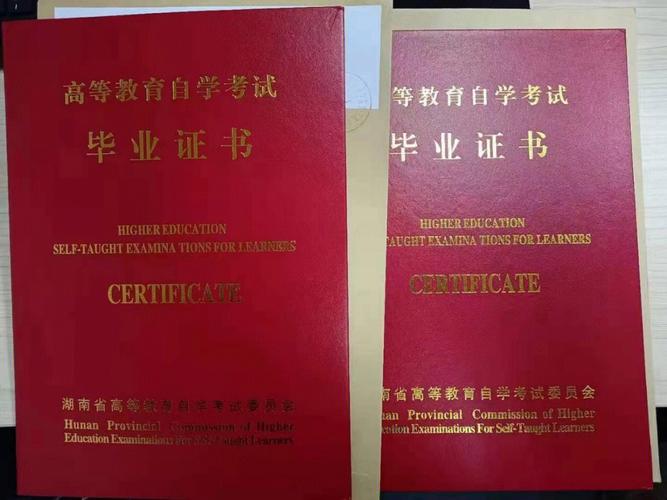 高等教育自学考试
毕业证书
HIGHER EDUCATION
SELF-TAUGHT EXAMINA TIONS FOR LEARNERS
CERTIFICATE
湖南省高等教育自学考试委员会
Hunan Provincial Commission of Higher
Education Examinations For Self-Taught Learners
等教育自学考试
毕业证书
HIGHER EDUCATION
TAUGHT EXAMINA TIONS FOR LEARNERS
CERTIFICATE
南省高等教育自学考试委员会
nan Provincial Commission of Higher
cation Examinations For Self-Taught Learners